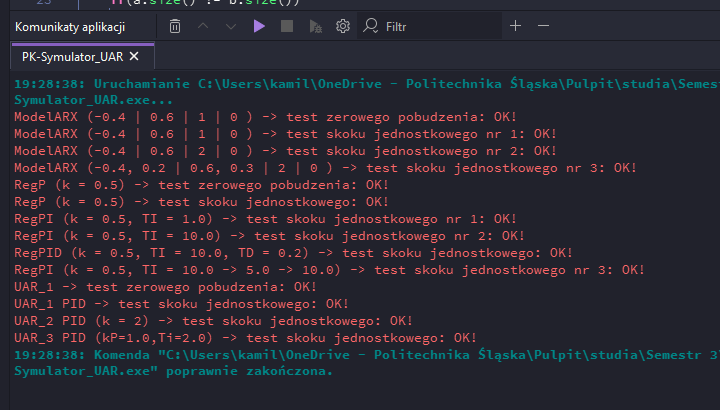 if(a.size() != b.size())
Komunikaty aplikacji Filtr
PK-Symulator_UAR
19:28:38: Uruchamianie C:\Users\kamil\OneDrive - Politechnika Śląska\Pulpit\studia\Semest
Symulator_UAR.exe...
ModelARX (-0.4 | 0.6 | 1 | 0 ) -> test zerowego pobudzenia: OK!
ModelARX (-0.4 | 0.6 | 1 | 0 ) -> test skoku jednostkowego nr 1: OK!
ModelARX (-0.4 | 0.6 | 2 | 0 ) -> test skoku jednostkowego nr 2: OK!
ModelARX (-0.4, 0.2 | 0.6, 0.3 | 2 | 0 ) -> test skoku jednostkowego nr 3: OK!
RegP (k = 0.5) -> test zerowego pobudzenia: OK!
RegP (k = 0.5) -> test skoku jednostkowego: OK!
RegPI (k = 0.5, TI = 1.0) -> test skoku jednostkowego nr 1: OK!
RegPI (k = 0.5, TI = 10.0) -> test skoku jednostkowego nr 2: OK!
RegPID (k = 0.5, TI = 10.0, TD = 0.2) -> test skoku jednostkowego: OK!
RegPI (k = 0.5, TI = 10.0 -> 5.0 -> 10.0) -> test skoku jednostkowego nr 3: OK!
UAR_1 -> test zerowego pobudzenia: OK!
UAR_1 PID -> test skoku jednostkowego: OK!
UAR_2 PID (k = 2) -> test skoku jednostkowego: OK!
UAR_3 PID (kP=1.0,Ti=2.0) -> test skoku jednostkowego: OK!
19:28:38: Komenda "C:\Users\kamil\OneDrive - Politechnika Śląska\Pulpit\studia\Semestr 3
Symulator_UAR.exe" poprawnie zakończona.